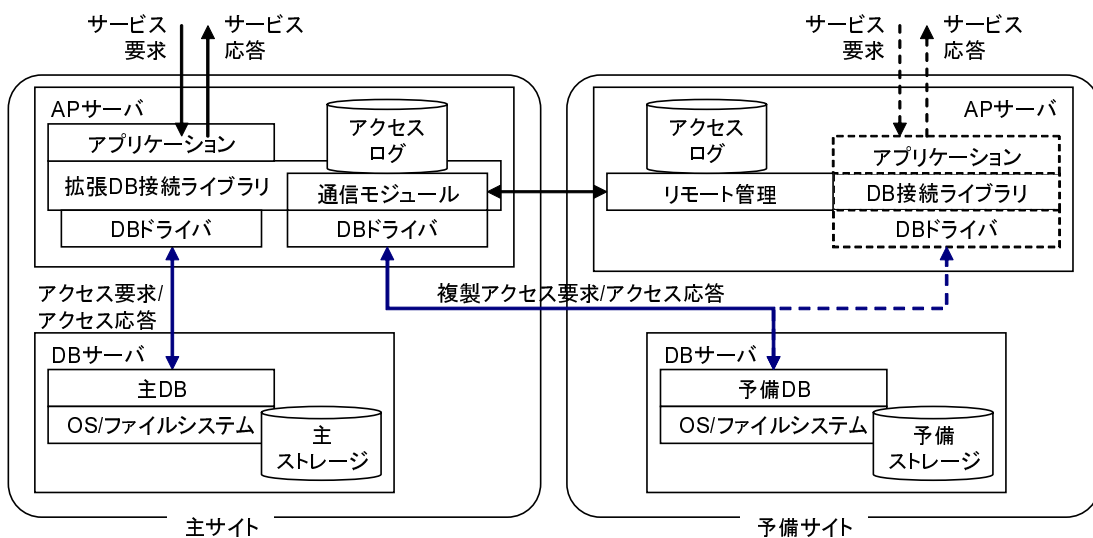 サービス
要求
サービス
応答
サービス
要求
サービス
応答
APサーバ
アプリケーション
拡張DB接続ライブラリ
DBドライバ
アクセス
ログ
通信モジュール
DBドライバ
APサーバ
アクセス
ログ
リモート管理
アプリケーション
DB接続ライブラリ
DBドライバ
アクセス要求/
アクセス応答
複製アクセス要求/アクセス応答
DBサーバ
主DB
OS/ファイルシステム
主
ストレージ
DBサーバ
予備DB
OS/ファイルシステム
予備
ストレージ
主サイト
予備サイト